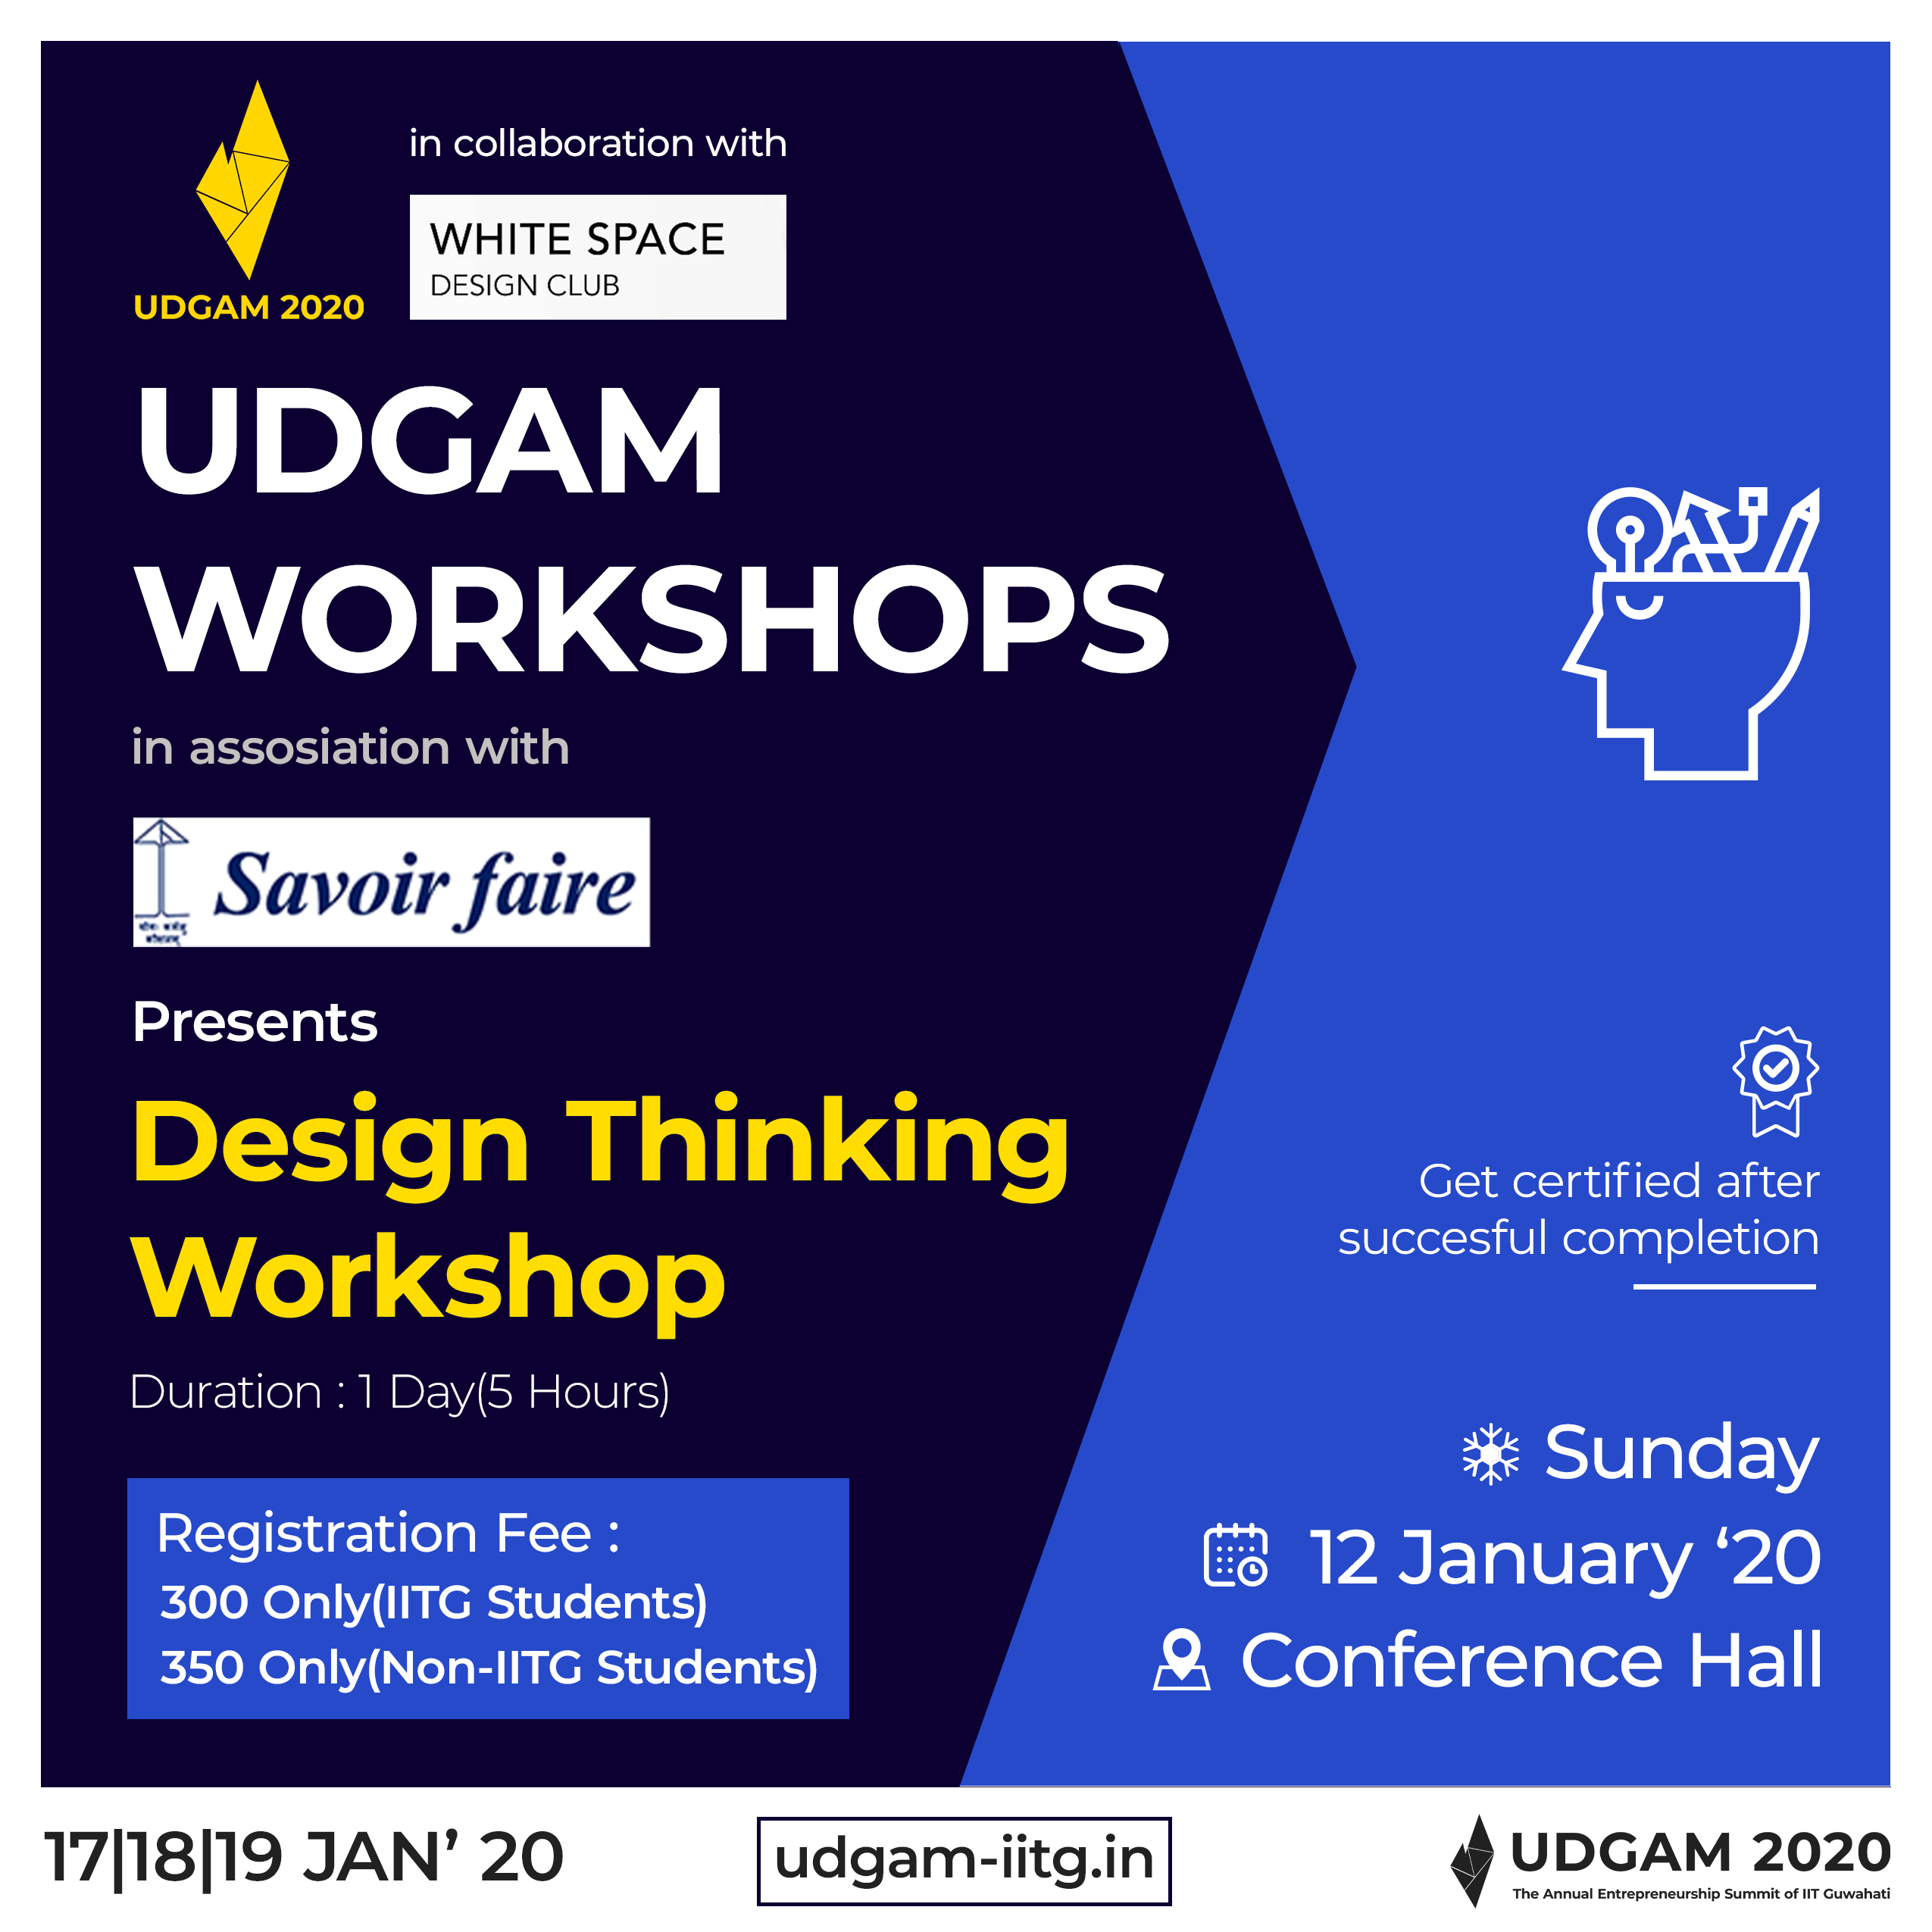 in collaboration with
WHITE SPACE
DESIGN CLUB
UDGAM 2020
UDGAM
WORKSHOPS
in assosiation with
Savoir faire
Presents
Design Thinking
Workshop
Duration : 1 Day(5 Hours)
Registration Fee :
300 Only(IITG Students)
350 Only(Non-IITG Students)
Get certified after
succesful completion
Sunday
12 January ‘20
Conference Hall
17|18|19 JAN’ 20
udgam-iitg.in
UDGAM 2020
The Annual Entrepreneurship Summit of IIT Guwahati